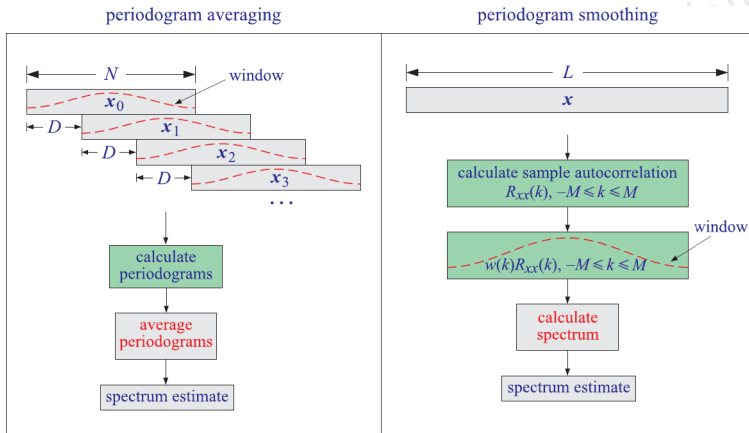 periodogram averaging
N
window
x₀
D
x₁
D
x₂
D
x₃
...
calculate
periodograms
average
periodograms
spectrum estimate
periodogram smoothing
L
x
calculate sample autocorrelation
Rxx(k), −M ⩽ k ⩽ M
window
w(k)Rxx(k), −M ⩽ k ⩽ M
calculate
spectrum
spectrum estimate